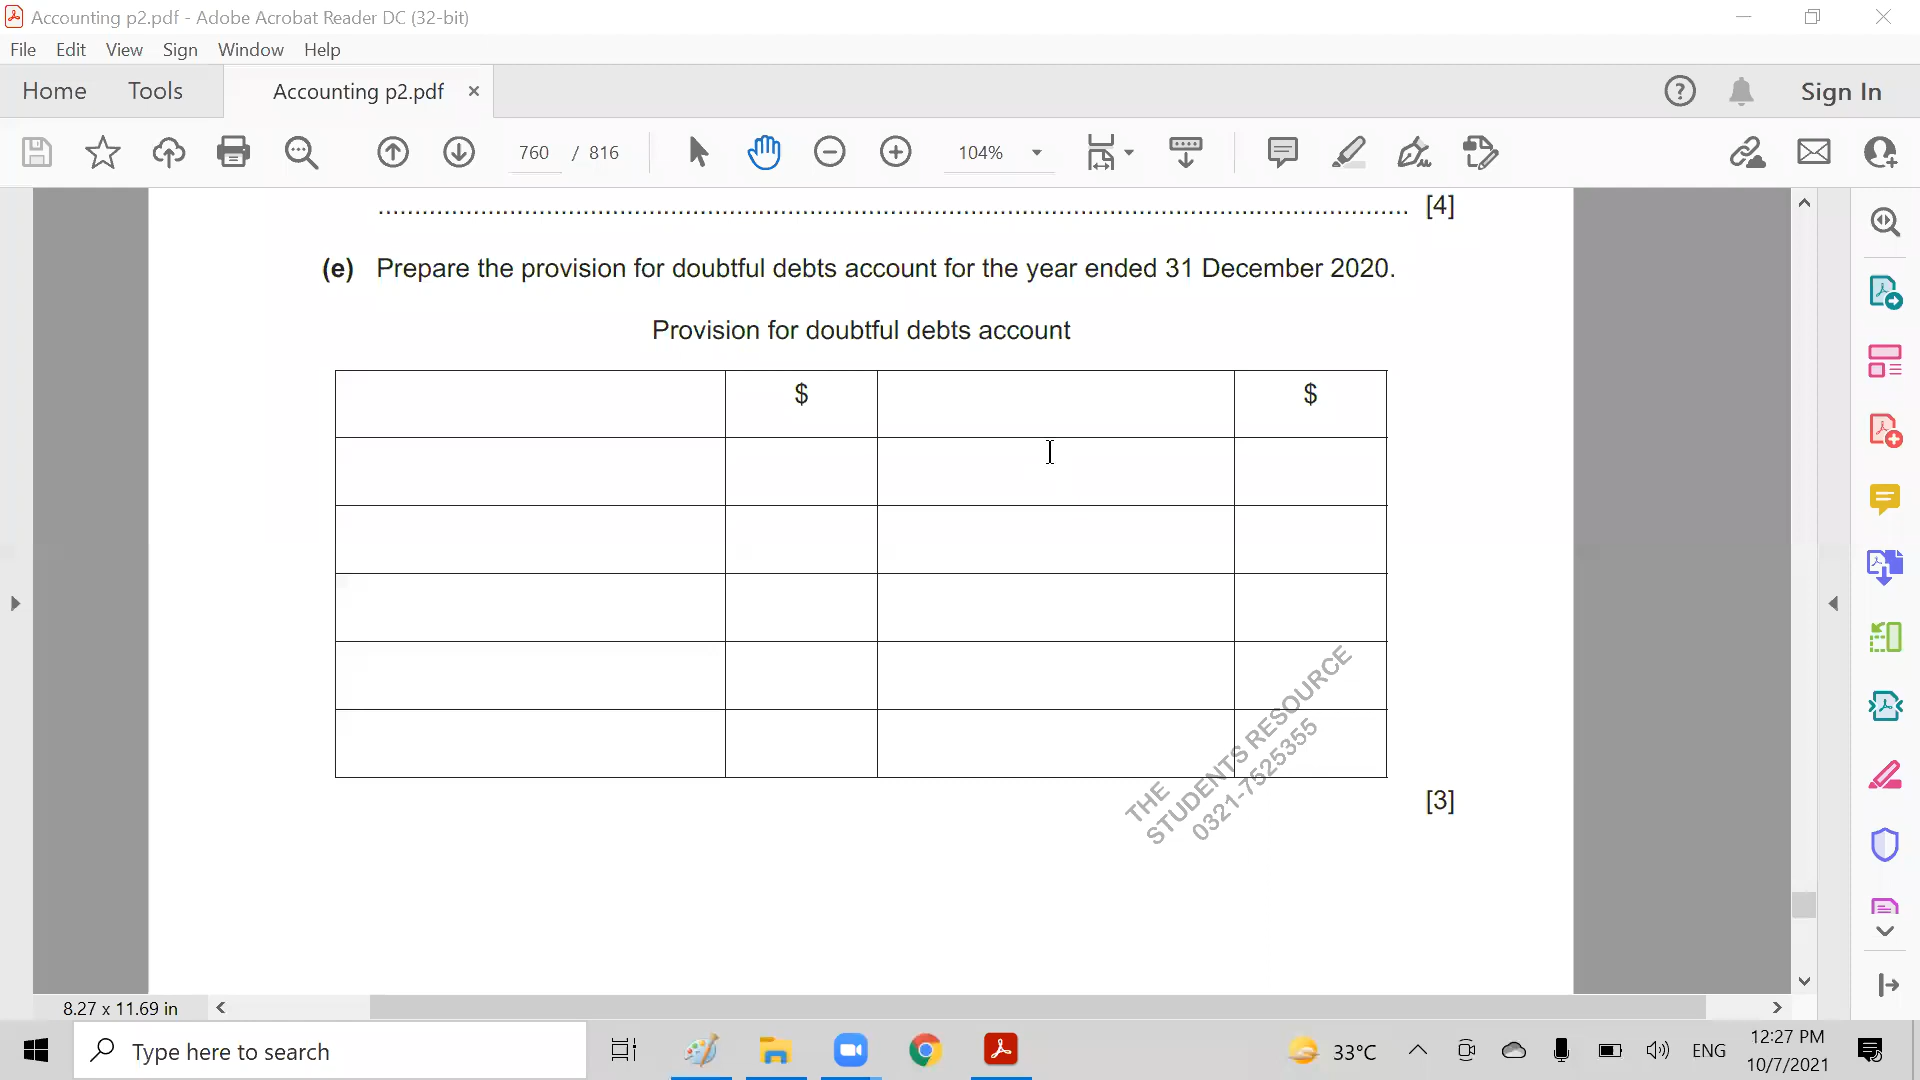 Accounting p2.pdf - Adobe Acrobat Reader DC (32-bit)
File Edit View Sign Window Help
Home Tools Accounting p2.pdf × Sign In
760 / 816 104%
[4]
(e) Prepare the provision for doubtful debts account for the year ended 31 December 2020.
Provision for doubtful debts account
$ $
THE
STUDENTS RESOURCE
0321-7525355
[3]
8.27 x 11.69 in
Type here to search
33°C
ENG
12:27 PM
10/7/2021